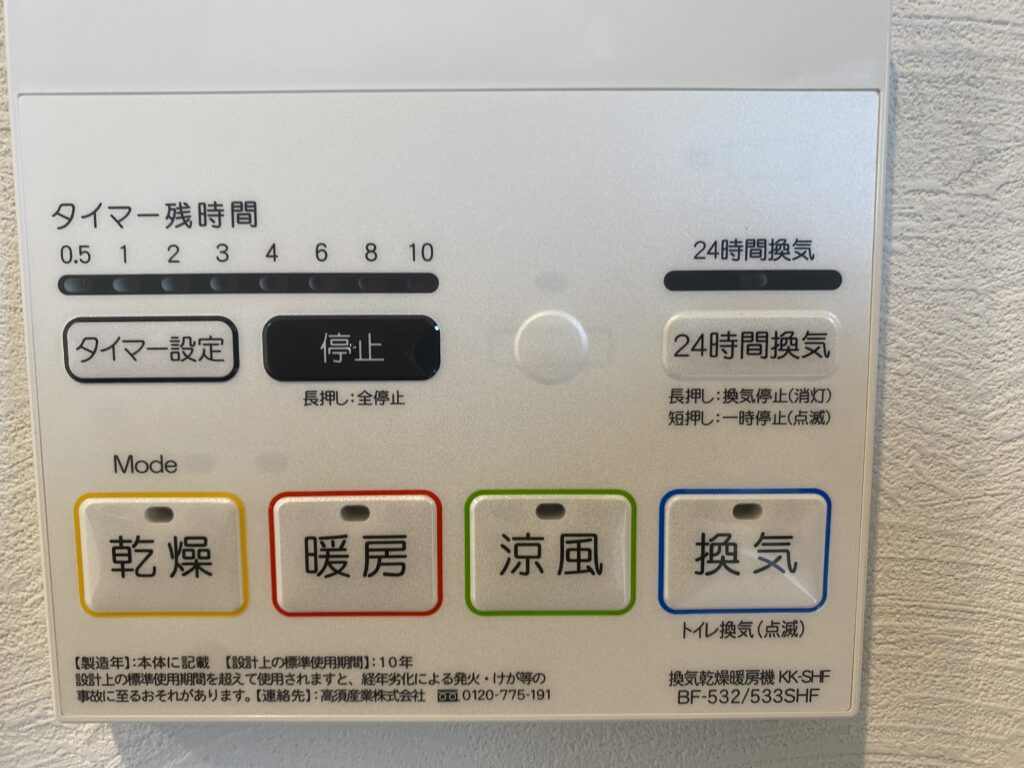 タイマー残時間
0.5 1 2 3 4 6 8 10
24時間換気
タイマー設定
停止
24時間換気
長押し:全停止
長押し:換気停止(消灯)
短押し:一時停止(点滅)
Mode
乾燥
暖房
涼風
換気
トイレ換気(点滅)
【製造年】:本体に記載 【設計上の標準使用期間】:10年
設計上の標準使用期間を超えて使用されますと、経年劣化による発火・けが等の
事故に至るおそれがあります。【連絡先】:高須産業株式会社 0120-775-191
換気乾燥暖房機 KK-SHF
BF-532/533SHF